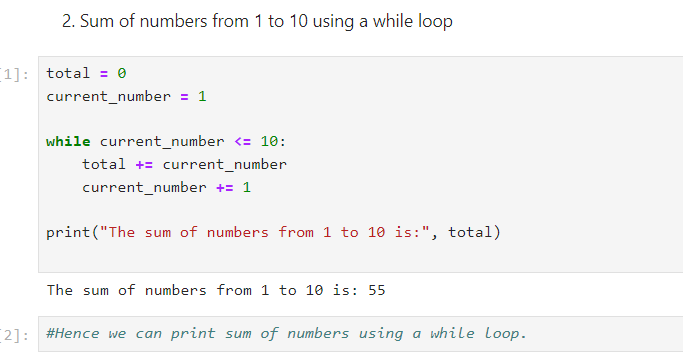 2. Sum of numbers from 1 to 10 using a while loop
[1]:
total = 0
current_number = 1
while current_number <= 10:
    total += current_number
    current_number += 1
print("The sum of numbers from 1 to 10 is:", total)
The sum of numbers from 1 to 10 is: 55
[2]:
#Hence we can print sum of numbers using a while loop.